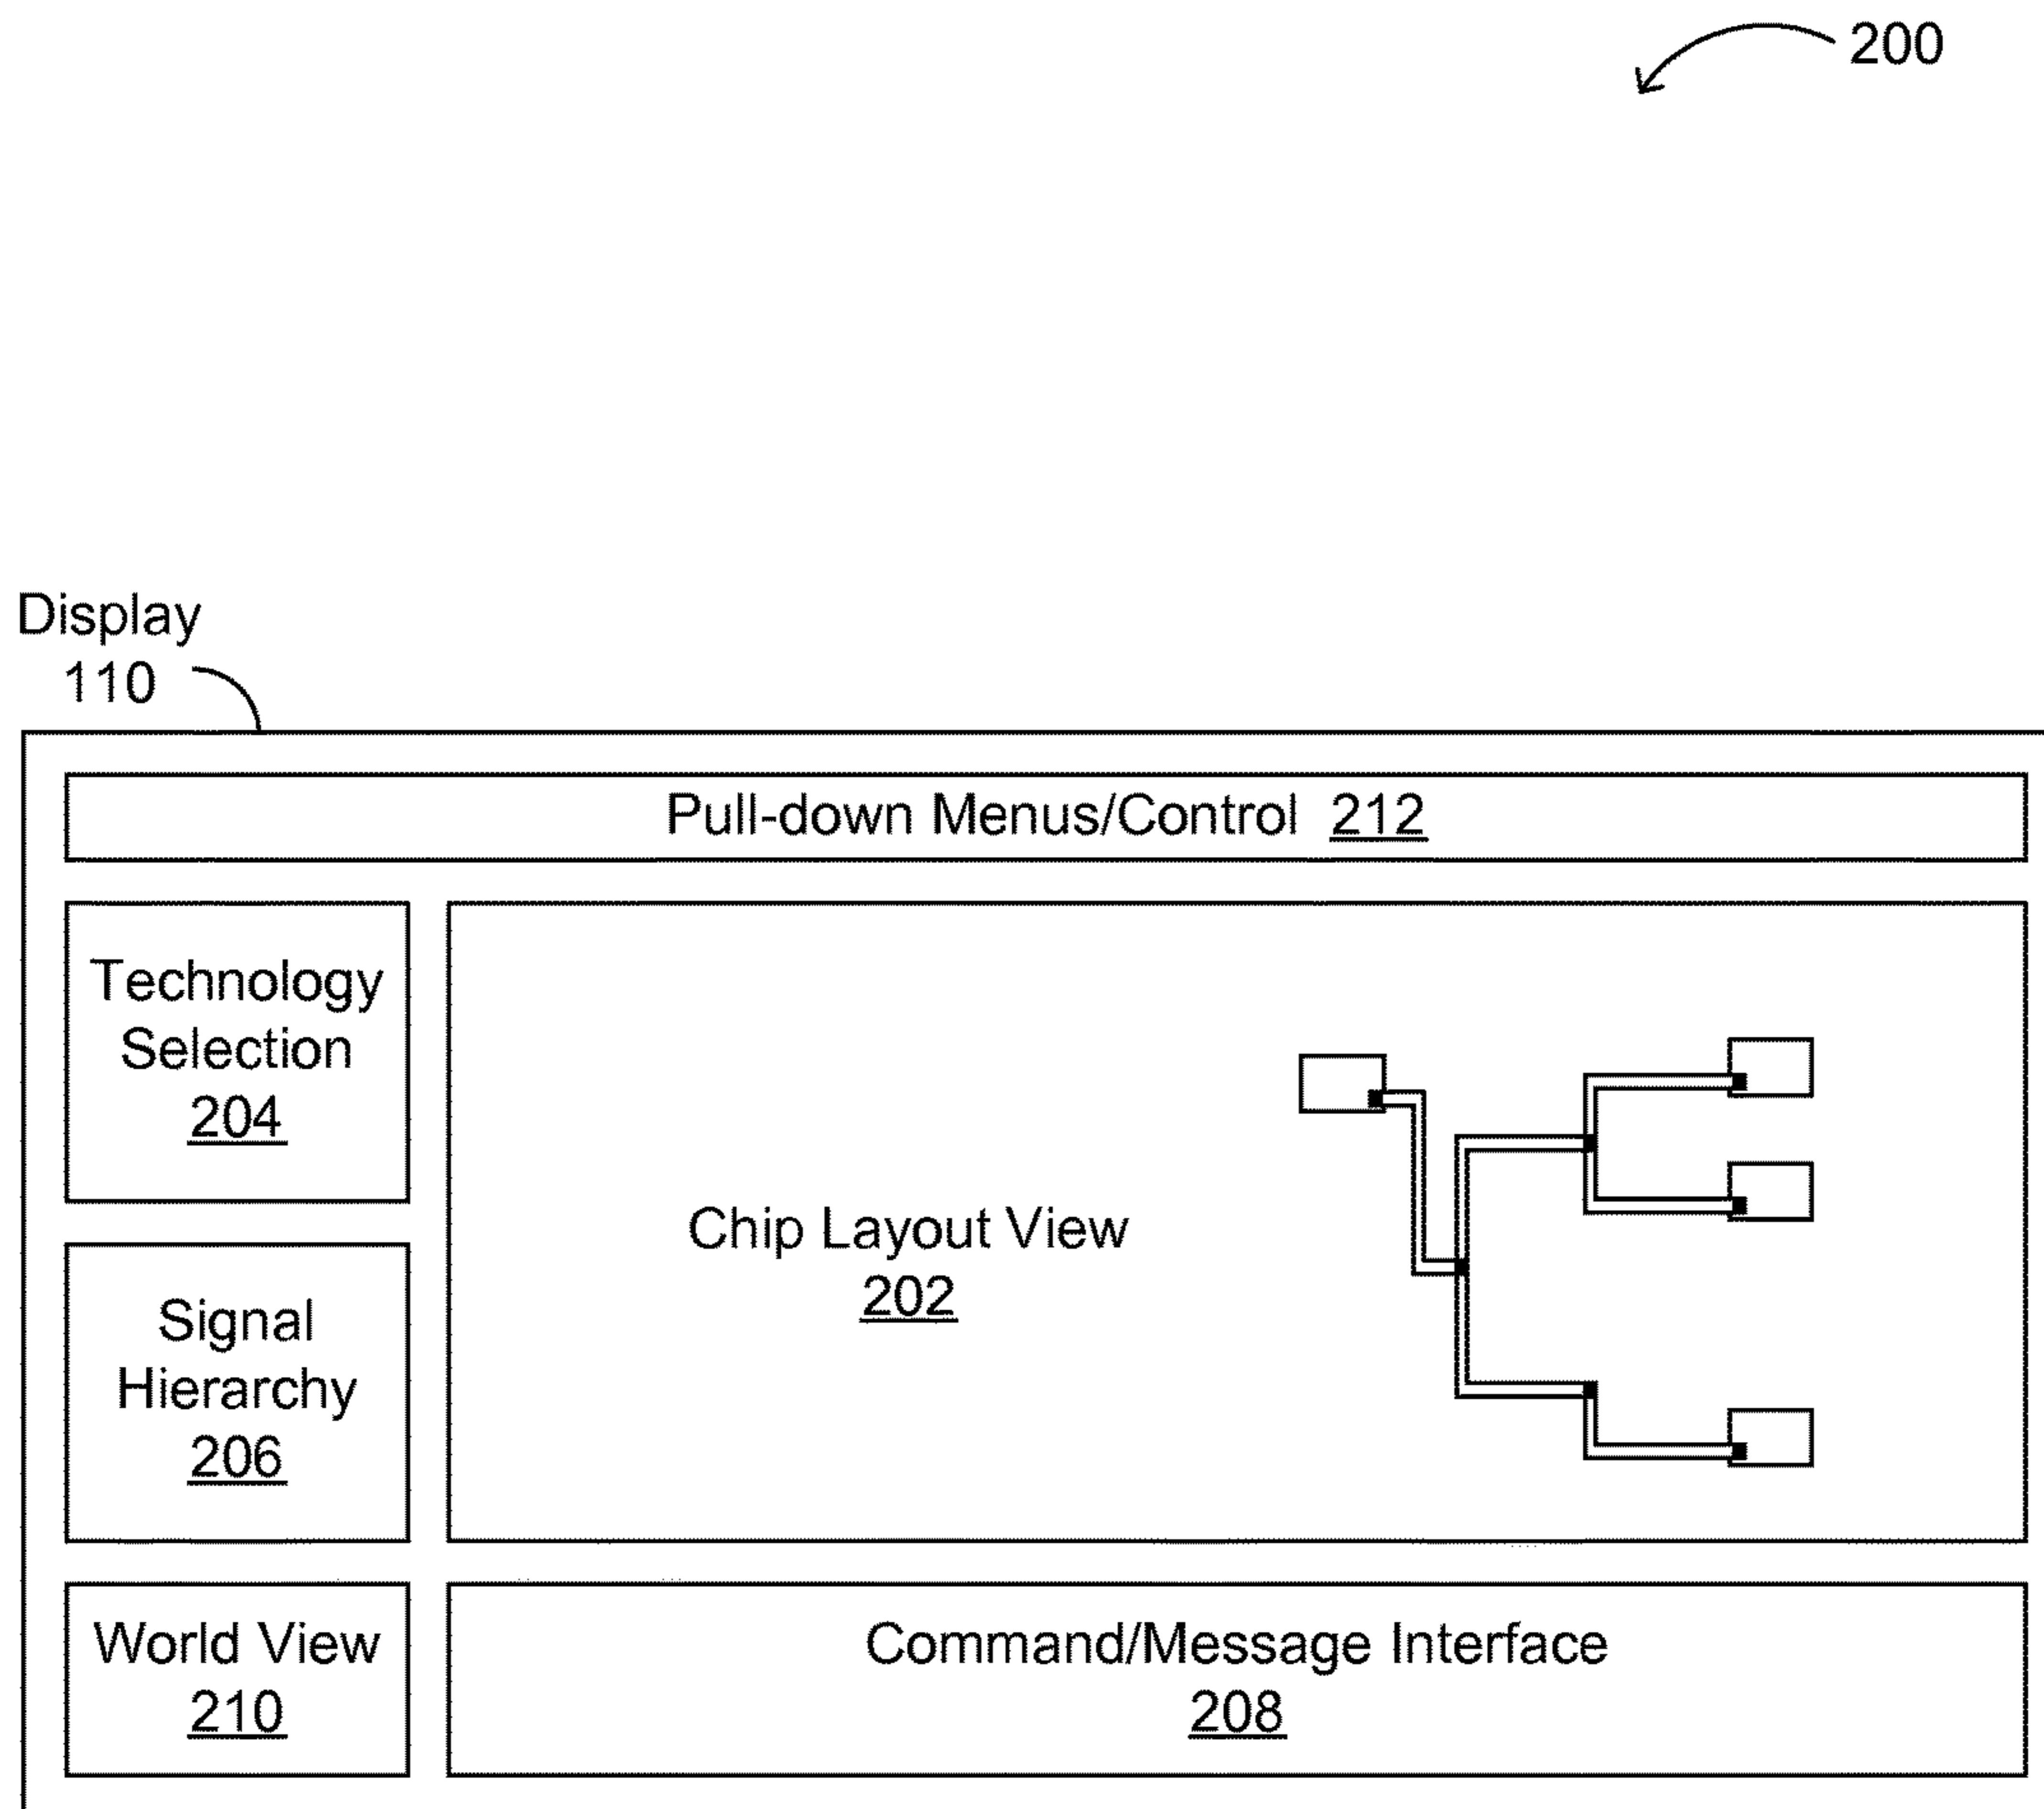 200
Display
110
Pull-down Menus/Control 212
Technology
Selection
204
Chip Layout View
202
Signal
Hierarchy
206
World View
210
Command/Message Interface
208